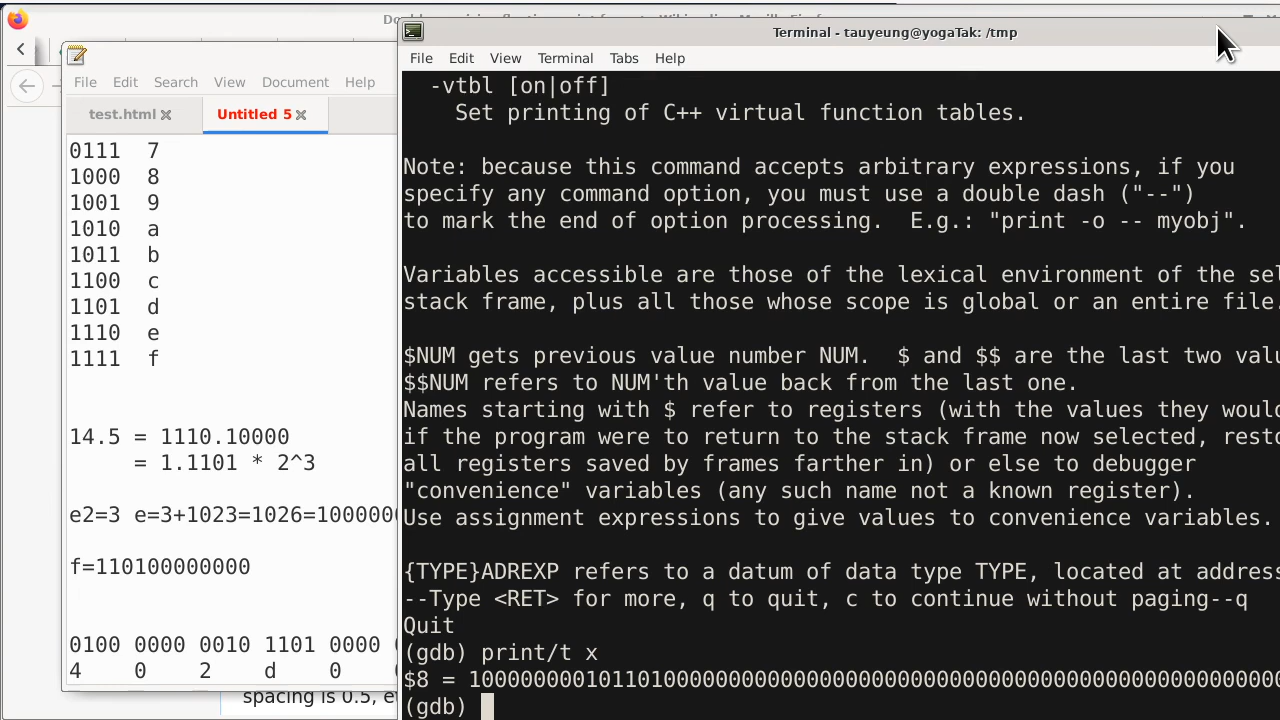 Terminal - tauyeung@yogaTak: /tmp
File Edit View Terminal Tabs Help
-vtbl [on|off]
Set printing of C++ virtual function tables.
Note: because this command accepts arbitrary expressions, if you
specify any command option, you must use a double dash ("--")
to mark the end of option processing.  E.g.: "print -o -- myobj".
Variables accessible are those of the lexical environment of the sel
stack frame, plus all those whose scope is global or an entire file.
$NUM gets previous value number NUM.  $ and $$ are the last two valu
$$NUM refers to NUM'th value back from the last one.
Names starting with $ refer to registers (with the values they would
if the program were to return to the stack frame now selected, resto
all registers saved by frames farther in) or else to debugger
"convenience" variables (any such name not a known register).
Use assignment expressions to give values to convenience variables.
{TYPE}ADREXP refers to a datum of data type TYPE, located at address
--Type <RET> for more, q to quit, c to continue without paging--q
Quit
(gdb) print/t x
(gdb)
File Edit Search View Document Help
test.html Untitled 5
0111 7
1000 8
1001 9
1010 a
1011 b
1100 c
1101 d
1110 e
1111 f
14.5 = 1110.10000
= 1.1101 * 2^3
e2=3 e=3+1023=1026=1000000
f=110100000000
0100 0000 0010 1101 0000
4 0 2 d 0
spacing is 0.5, e